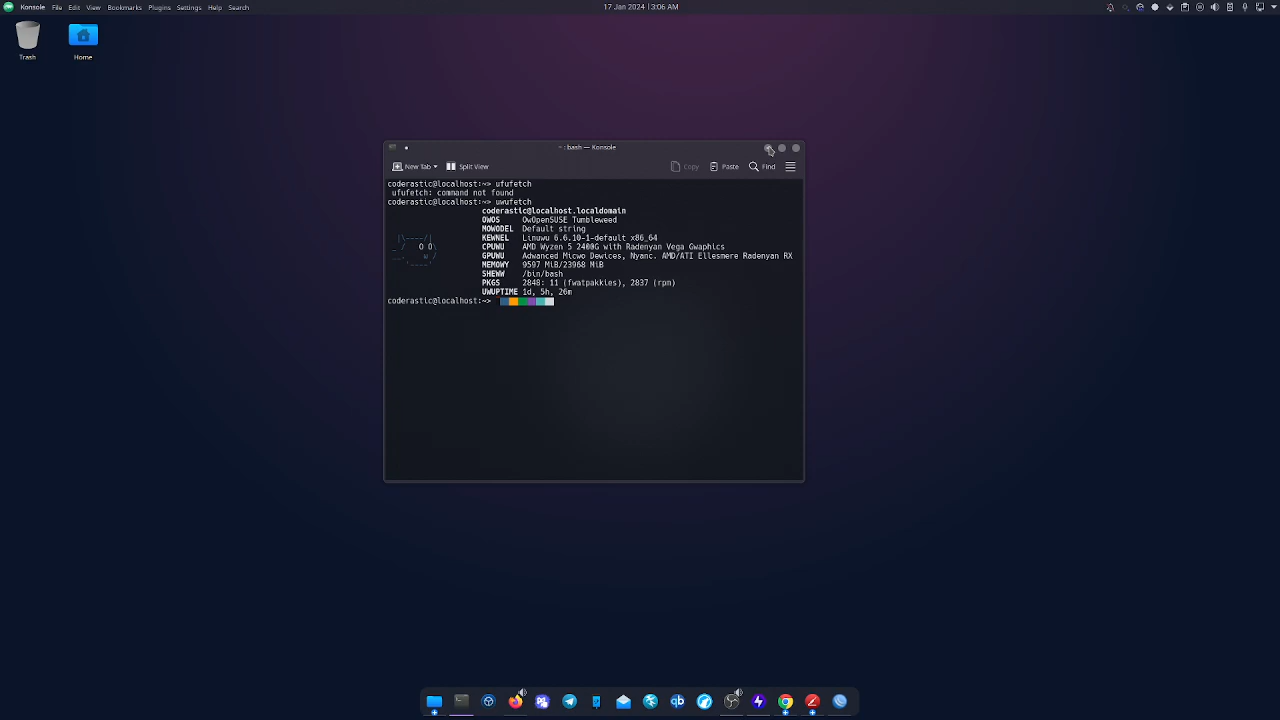 Konsole File Edit View Bookmarks Plugins Settings Help Search
17 Jan 2024 | 3:06 AM
Trash
Home
~ : bash — Konsole
New Tab
Split View
Copy
Paste
Find
coderastic@localhost:~> ufufetch
ufufetch: command not found
coderastic@localhost:~> uwufetch
coderastic@localhost.localdomain
OWOS OwOpenSUSE Tumbleweed
MOWODEL Default string
KEWNEL Linuwu 6.6.10-1-default x86_64
CPUWU AMD Wyzen 5 2400G with Radenyan Vega Gwaphics
GPUWU Adwanced Micwo Devices, Nyanc. AMD/ATI Ellesmere Radenyan RX
MEMOWY 9597 MiB/23968 MiB
SHEWW /bin/bash
PKGS 2848: 11 (fwatpakkies), 2837 (rpm)
UWUPTIME 1d, 5h, 26m
coderastic@localhost:~>
qb